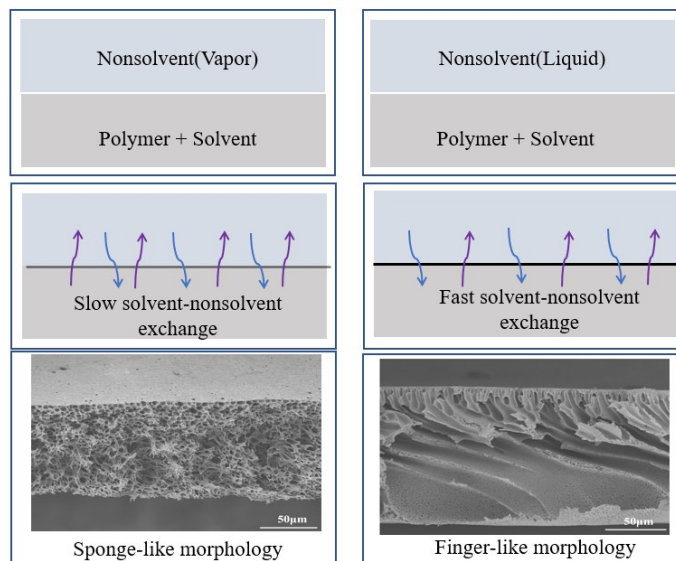 Nonsolvent(Vapor)
Polymer + Solvent
Slow solvent-nonsolvent
exchange
50μm
Sponge-like morphology
Nonsolvent(Liquid)
Polymer + Solvent
Fast solvent-nonsolvent
exchange
50μm
Finger-like morphology